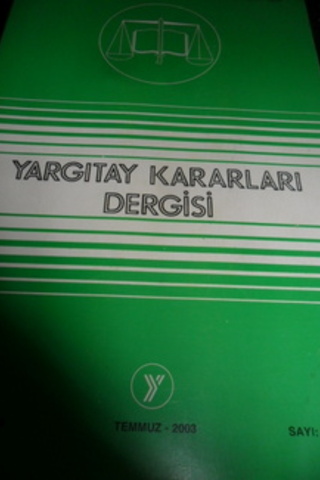 YARGITAY KARARLARI
DERGİSİ
Y
TEMMUZ - 2003
SAYI: